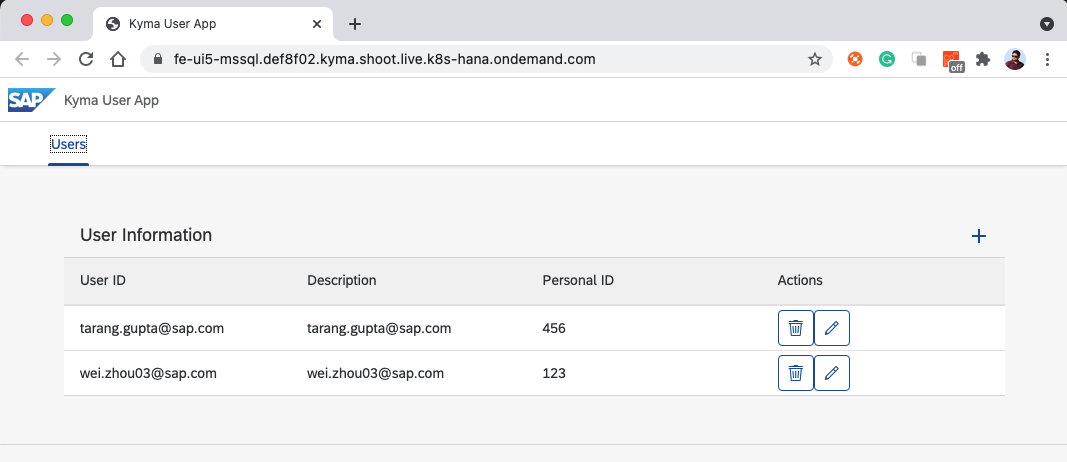 Kyma User App
fe-ui5-mssql.def8f02.kyma.shoot.live.k8s-hana.ondemand.com
off
SAP Kyma User App
Users
User Information
User ID Description Personal ID Actions
tarang.gupta@sap.com tarang.gupta@sap.com 456
wei.zhou03@sap.com wei.zhou03@sap.com 123